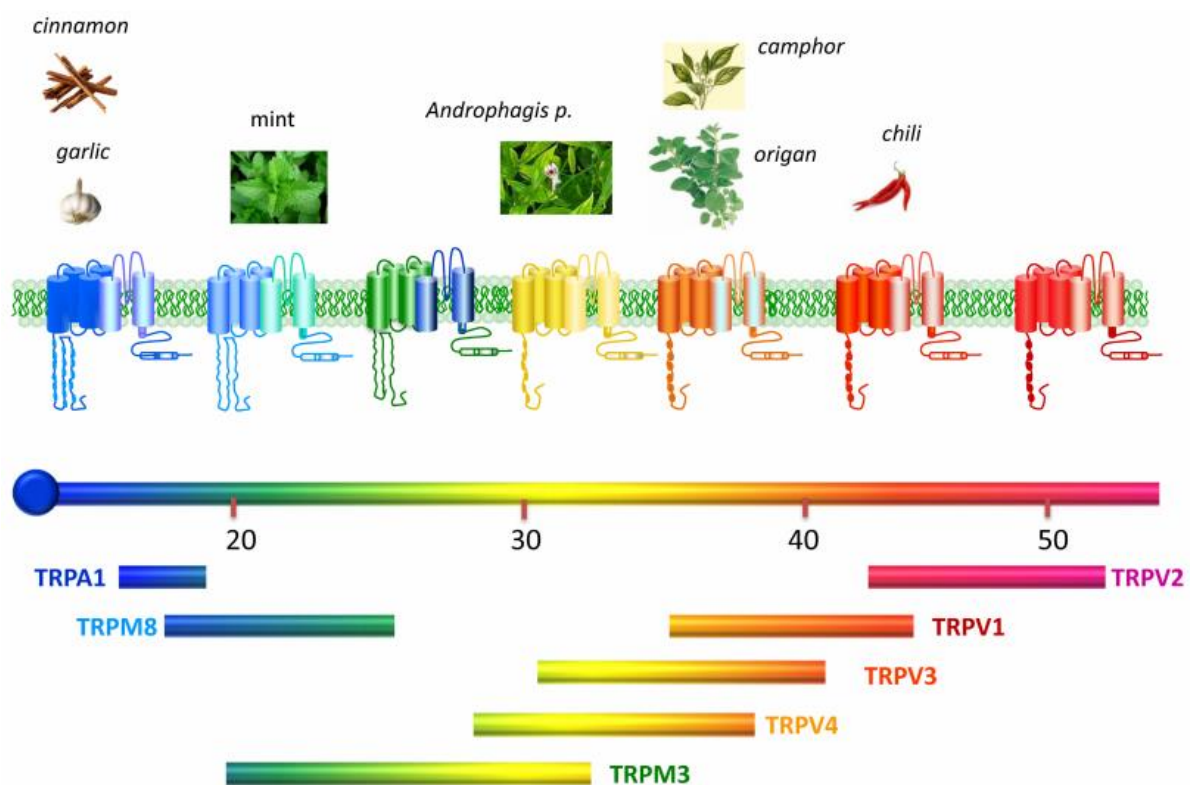 cinnamon
camphor
Androphagis p.
mint
garlic
origan
chili
20
30
40
50
TRPA1
TRPV2
TRPM8
TRPV1
TRPV3
TRPV4
TRPM3